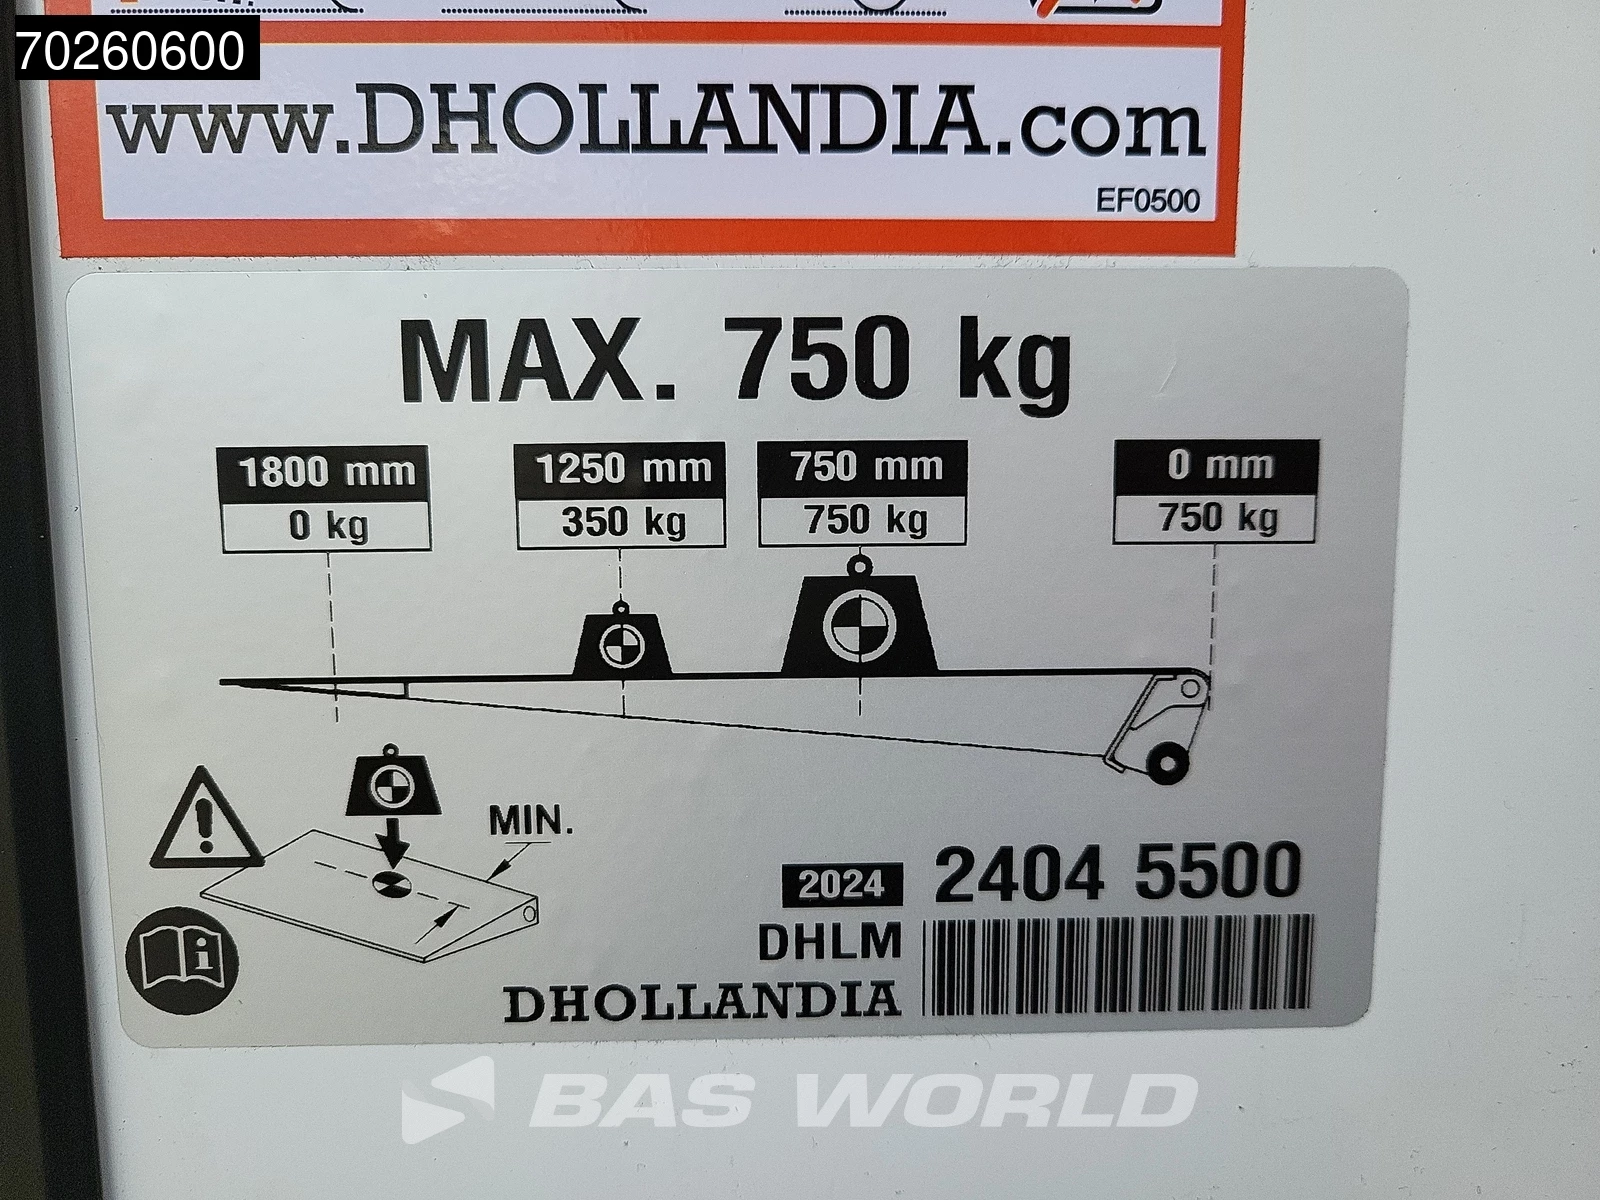 70260600
www.DHOLLANDIA.com
EF0500
MAX. 750 kg
1800 mm 1250 mm 750 mm 0 mm
0 kg 350 kg 750 kg 750 kg
MIN.
2024 2404 5500
DHLM
DHOLLANDIA
BAS WORLD